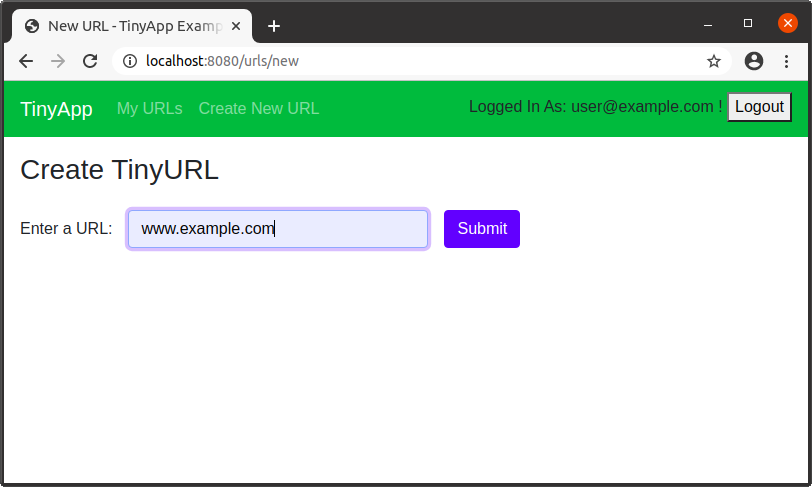 New URL - TinyApp Examp
localhost:8080/urls/new
TinyApp My URLs Create New URL Logged In As: user@example.com ! Logout
Create TinyURL
Enter a URL: www.example.com Submit